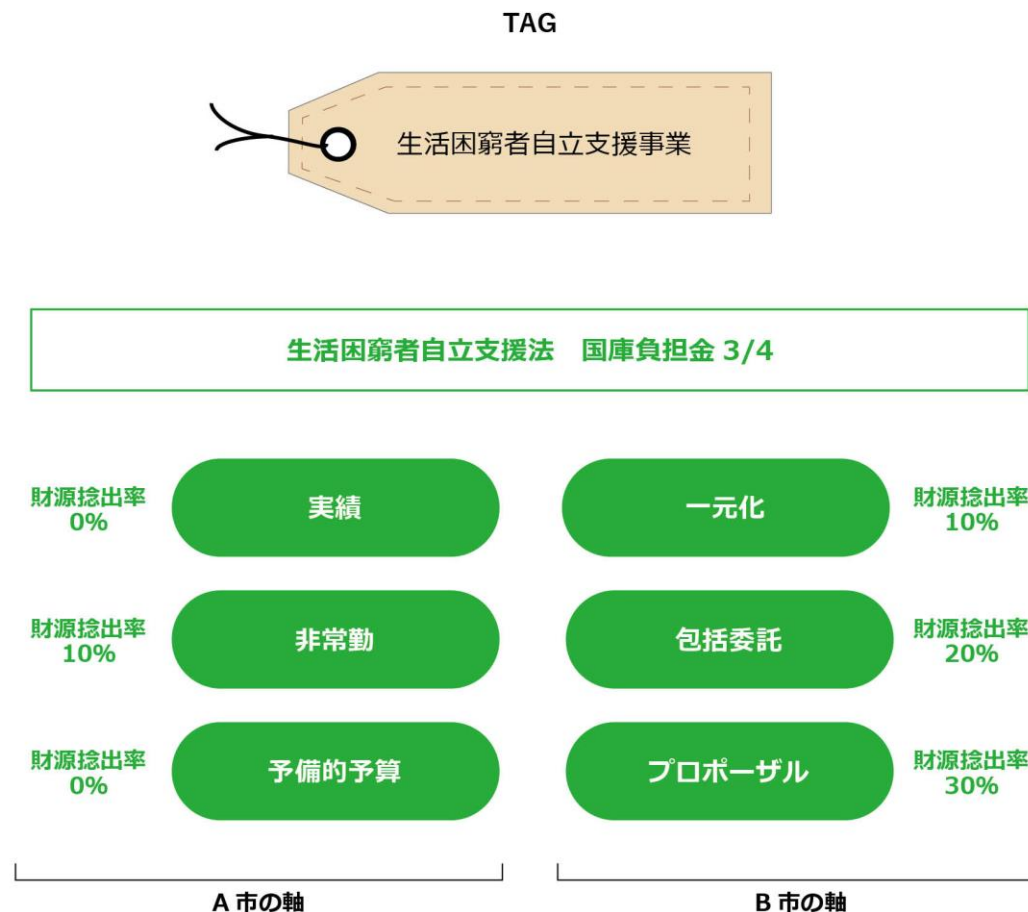 TAG
生活困窮者自立支援事業
生活困窮者自立支援法　国庫負担金 3/4
財源捻出率
0%
実績
一元化
財源捻出率
10%
財源捻出率
10%
非常勤
包括委託
財源捻出率
20%
財源捻出率
0%
予備的予算
プロポーザル
財源捻出率
30%
A 市の軸
B 市の軸